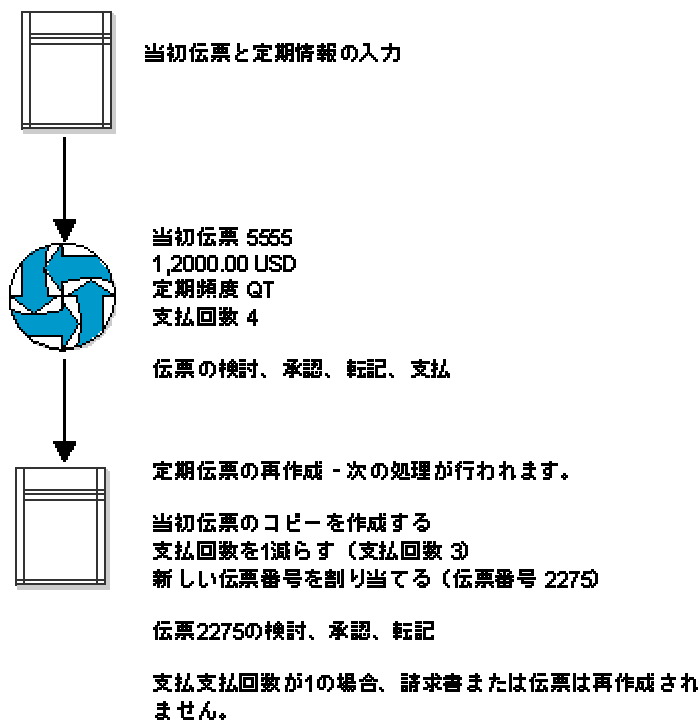 当初伝票と定期情報の入力
当初伝票 5555
1,2000.00 USD
定期頻度 QT
支払回数 4
伝票の検討、承認、転記、支払
定期伝票の再作成 - 次の処理が行われます。
当初伝票のコピーを作成する
支払回数を1減らす（支払回数 3）
新しい伝票番号を割り当てる（伝票番号 2275）
伝票2275の検討、承認、転記
支払支払回数が1の場合、請求書または伝票は再作成され
ません。